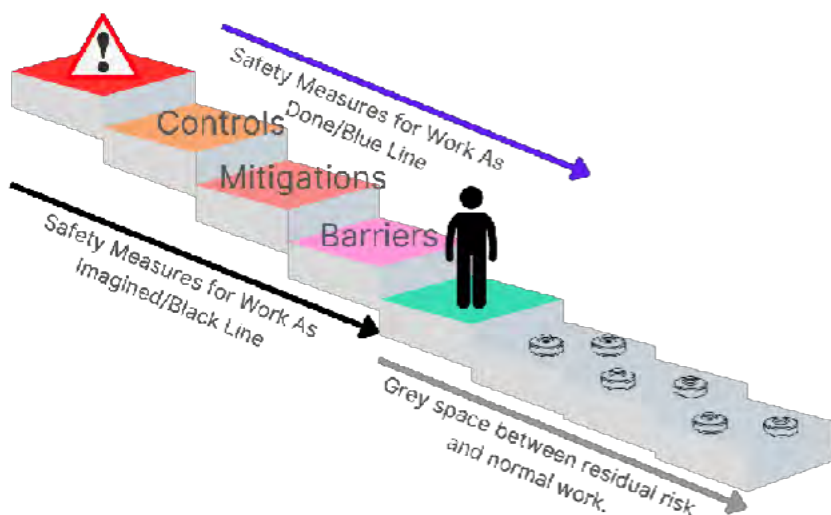 !
Safety Measures for Work As
Done/Blue Line
Controls
Mitigations
Barriers
Safety Measures for Work As
Imagined/Black Line
Grey space between residual risk
and normal work.